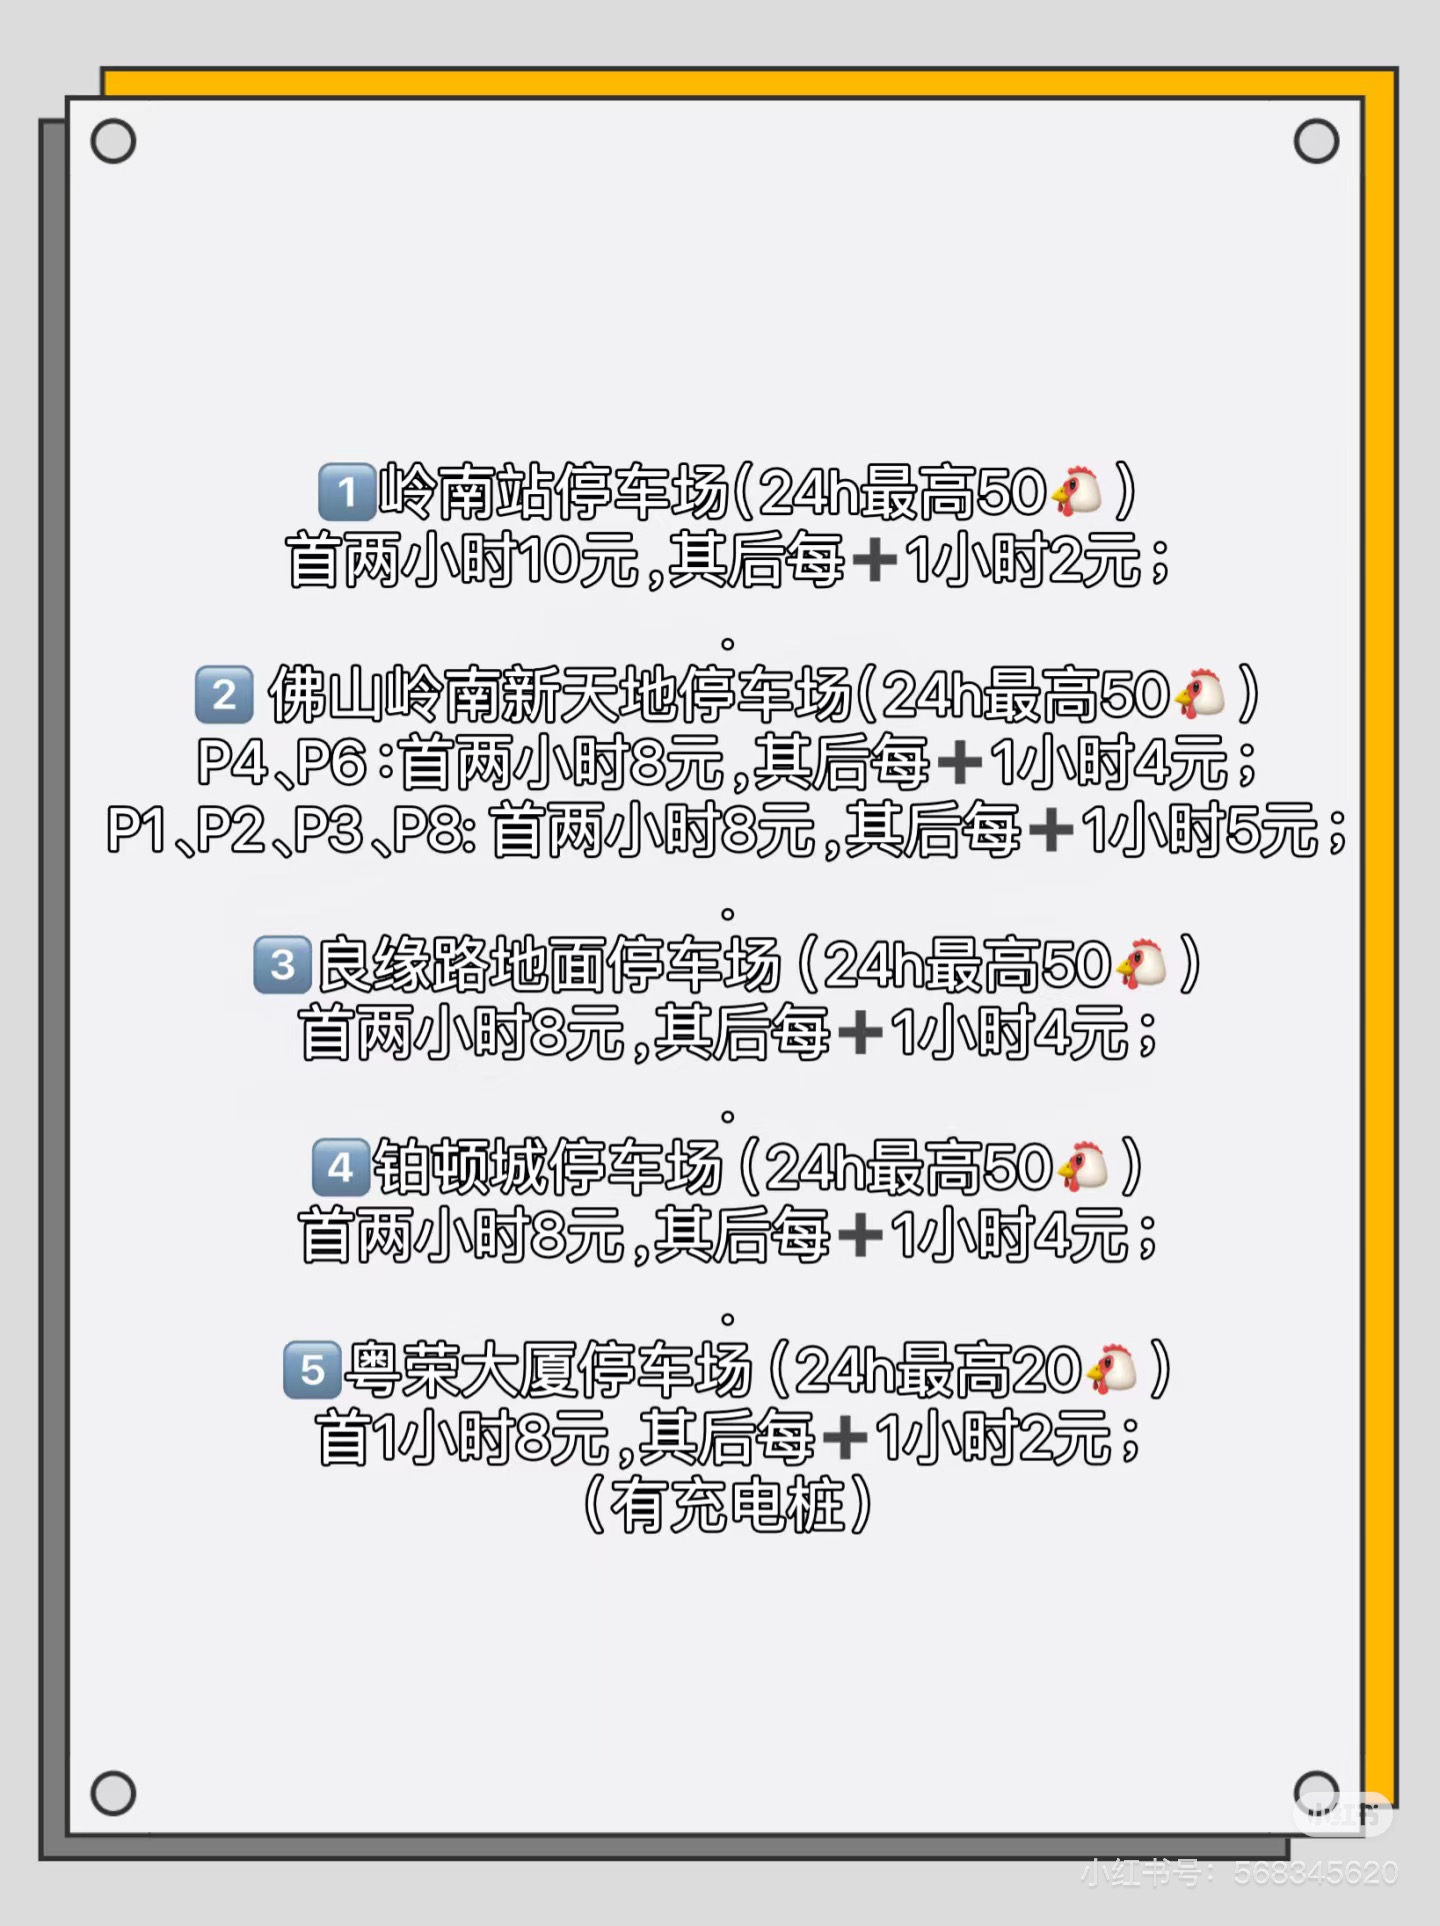 1️⃣岭南站停车场(24h最高50🐔)
首两小时10元,其后每➕1小时2元;
。
2️⃣ 佛山岭南新天地停车场(24h最高50🐔)
P4、P6:首两小时8元,其后每➕1小时4元;
P1、P2、P3、P8: 首两小时8元,其后每➕1小时5元;
。
3️⃣良缘路地面停车场(24h最高50🐔)
首两小时8元,其后每➕1小时4元;
。
4️⃣铂顿城停车场(24h最高50🐔)
首两小时8元,其后每➕1小时4元;
。
5️⃣粤荣大厦停车场(24h最高20🐔)
首1小时8元,其后每➕1小时2元;
(有充电桩)
小红书
小红书号: 568345620